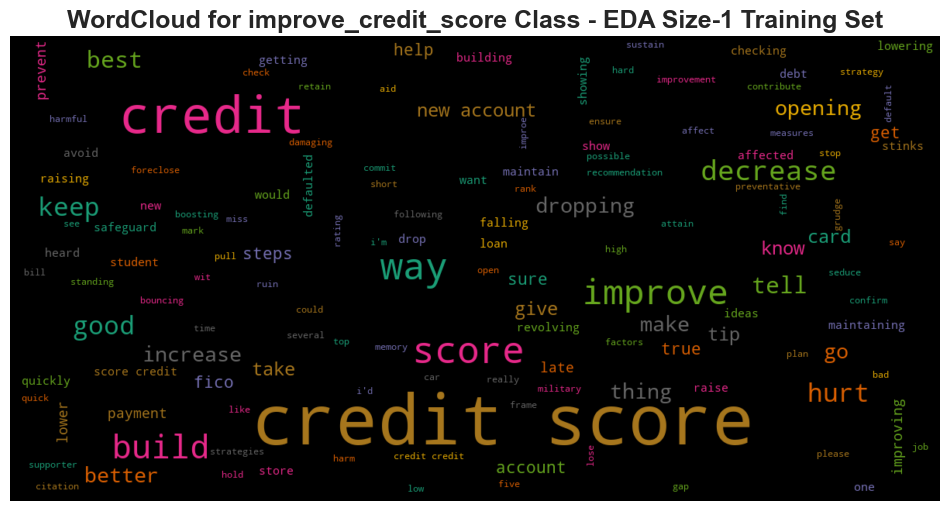 WordCloud for improve_credit_score Class - EDA Size-1 Training Set
prevent
best
getting
help
building
sustain
checking
lowering
check
retain
aid
showing
hard
improvement
debt
strategy
contribute
default
credit
new account
opening
harmful
ensure
affect
measures
get
stinks
damaging
improe
show
possible
affected
stop
avoid
foreclose
defaulted
commit
want
maintain
recommendation
decrease
raising
short
rank
preventative
keep
new
would
boosting
miss
rating
following
dropping
attain
find
grudge
see
safeguard
mark
i'm
drop
falling
loan
high
know
card
say
heard
student
pull
steps
way
open
sure
improve
tell
seduce
bill
standing
wit
ruin
bouncing
could
give
ideas
confirm
good
time
several
top
revolving
make
tip
maintaining
increase
memory
score
factors
true
go
quickly
score credit
fico
take
late
plan
bad
quick
like
i'd
car
really
military
thing
raise
hurt
lower
payment
frame
credit score
improving
build
strategies
harm
credit credit
lose
please
job
supporter
better
hold
store
account
citation
low
five
gap
one